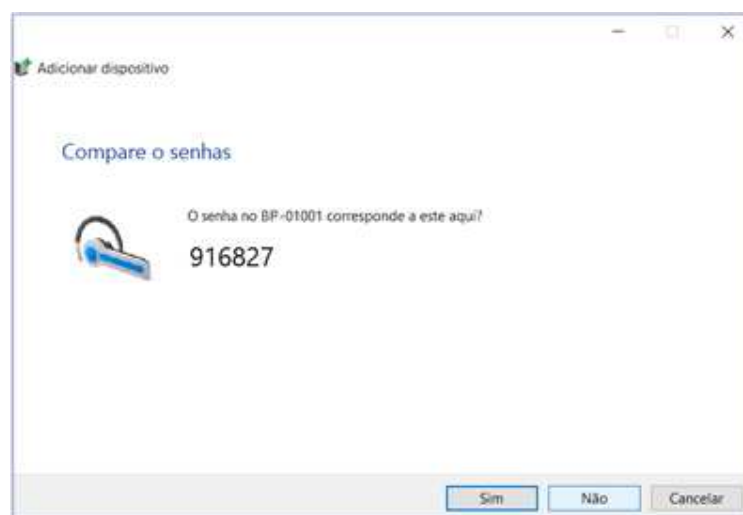 Adicionar dispositivo
Compare o senhas
O senha no BP-01001 corresponde a este aqui?
916827
Sim Não Cancelar